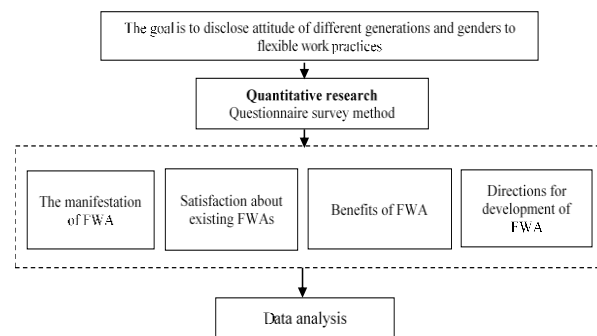 The goal is to disclose attitude of different generations and genders to
flexible work practices
Quantitative research
Questionnaire survey method
The manifestation
of FWA
Satisfaction about
existing FWAs
Benefits of FWA
Directions for
development of
FWA
Data analysis